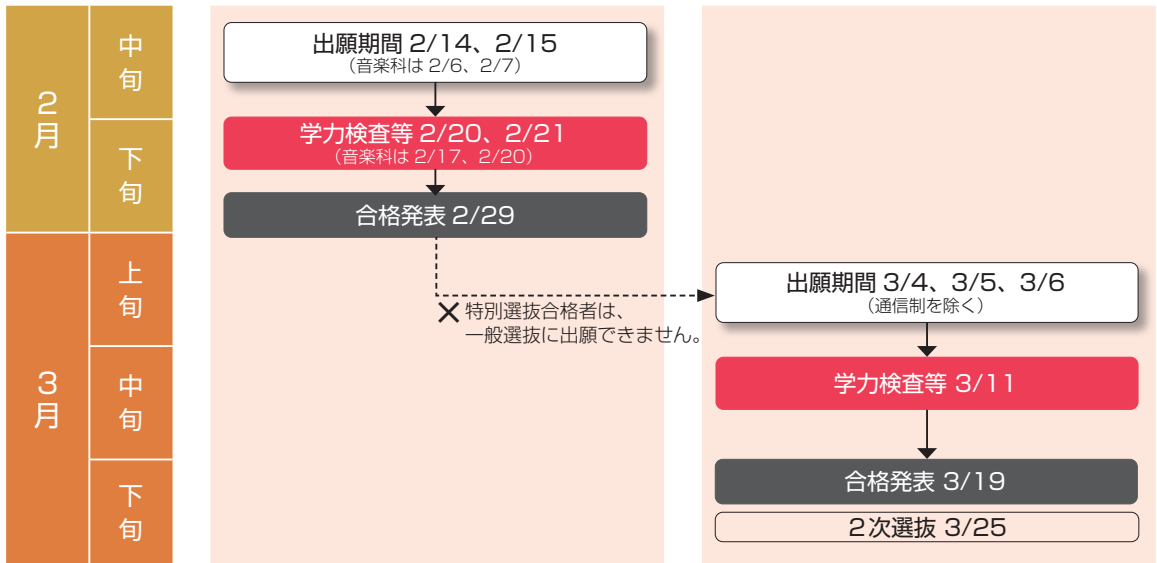 2月
中旬
下旬
出願期間 2/14、2/15
（音楽科は 2/6、2/7）
学力検査等 2/20、2/21
（音楽科は 2/17、2/20）
合格発表 2/29
3月
上旬
中旬
下旬
✕ 特別選抜合格者は、
一般選抜に出願できません。
出願期間 3/4、3/5、3/6
（通信制を除く）
学力検査等 3/11
合格発表 3/19
2次選抜 3/25